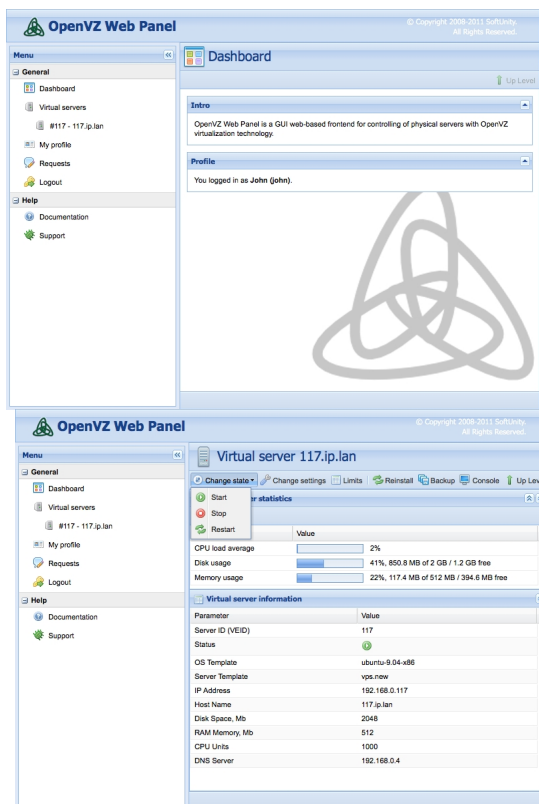 OpenVZ Web Panel
© Copyright 2008-2011 SoftUnity.
All Rights Reserved.
Menu
General
Dashboard
Virtual servers
#117 - 117.ip.lan
My profile
Requests
Logout
Help
Documentation
Support
Dashboard
Up Level
Intro
OpenVZ Web Panel is a GUI web-based frontend for controlling of physical servers with OpenVZ
virtualization technology.
Profile
You logged in as John (john).
OpenVZ Web Panel
© Copyright 2008-2011 SoftUnity.
All Rights Reserved.
Menu
General
Dashboard
Virtual servers
#117 - 117.ip.lan
My profile
Requests
Logout
Help
Documentation
Support
Virtual server 117.ip.lan
Change state Change settings Limits Reinstall Backup Console Up Lev
Start
Stop
Restart
statistics
Value
CPU load average 2%
Disk usage 41%, 850.8 MB of 2 GB / 1.2 GB free
Memory usage 22%, 117.4 MB of 512 MB / 394.6 MB free
Virtual server information
Parameter Value
Server ID (VEID) 117
Status
OS Template ubuntu-9.04-x86
Server Template vps.new
IP Address 192.168.0.117
Host Name 117.ip.lan
Disk Space, Mb 2048
RAM Memory, Mb 512
CPU Units 1000
DNS Server 192.168.0.4